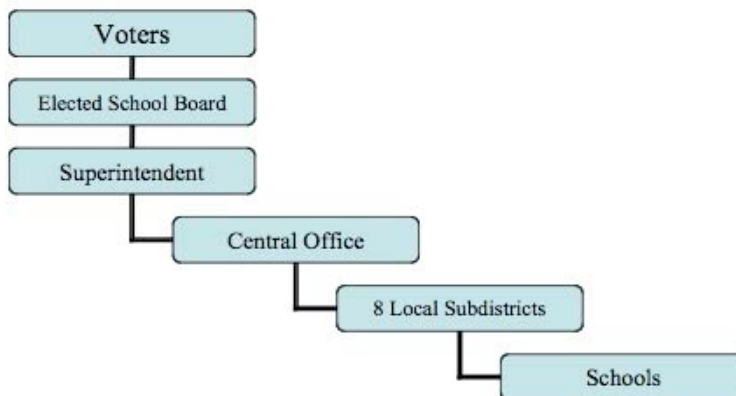 Voters
Elected School Board
Superintendent
Central Office
8 Local Subdistricts
Schools